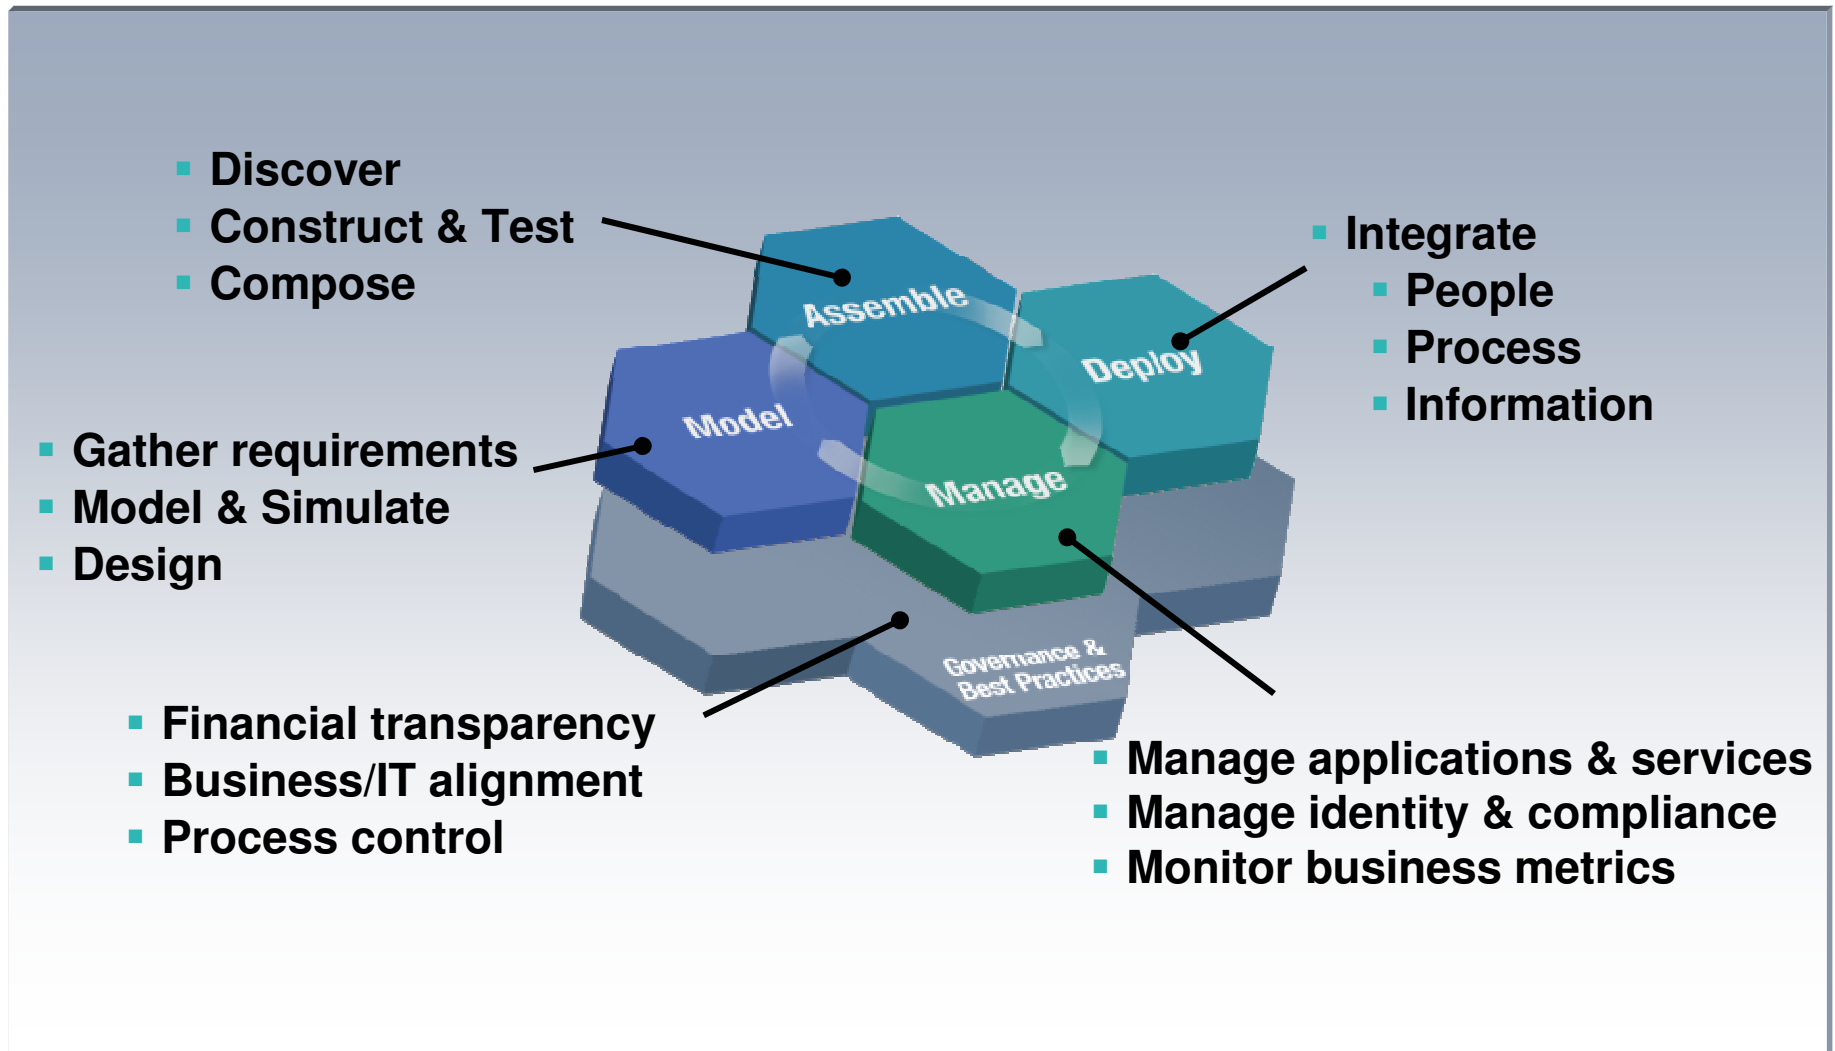 Discover
Construct & Test
Compose
Assemble
Integrate
People
Process
Information
Deploy
Model
Gather requirements
Model & Simulate
Design
Manage
Governance &
Best Practices
Financial transparency
Business/IT alignment
Process control
Manage applications & services
Manage identity & compliance
Monitor business metrics